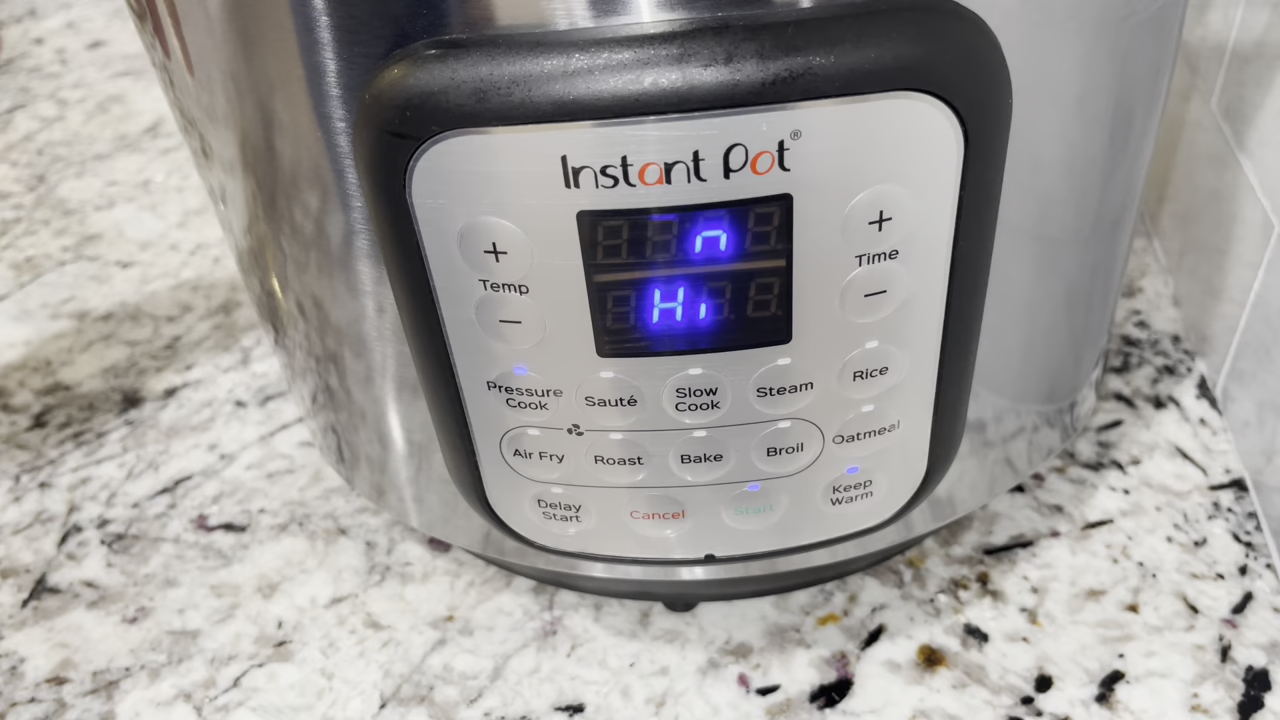 Instant Pot®
+
Temp
−
+
Time
−
Hi
Pressure
Cook
Sauté
Slow
Cook
Steam
Rice
Air Fry
Roast
Bake
Broil
Oatmeal
Delay
Start
Cancel
Start
Keep
Warm